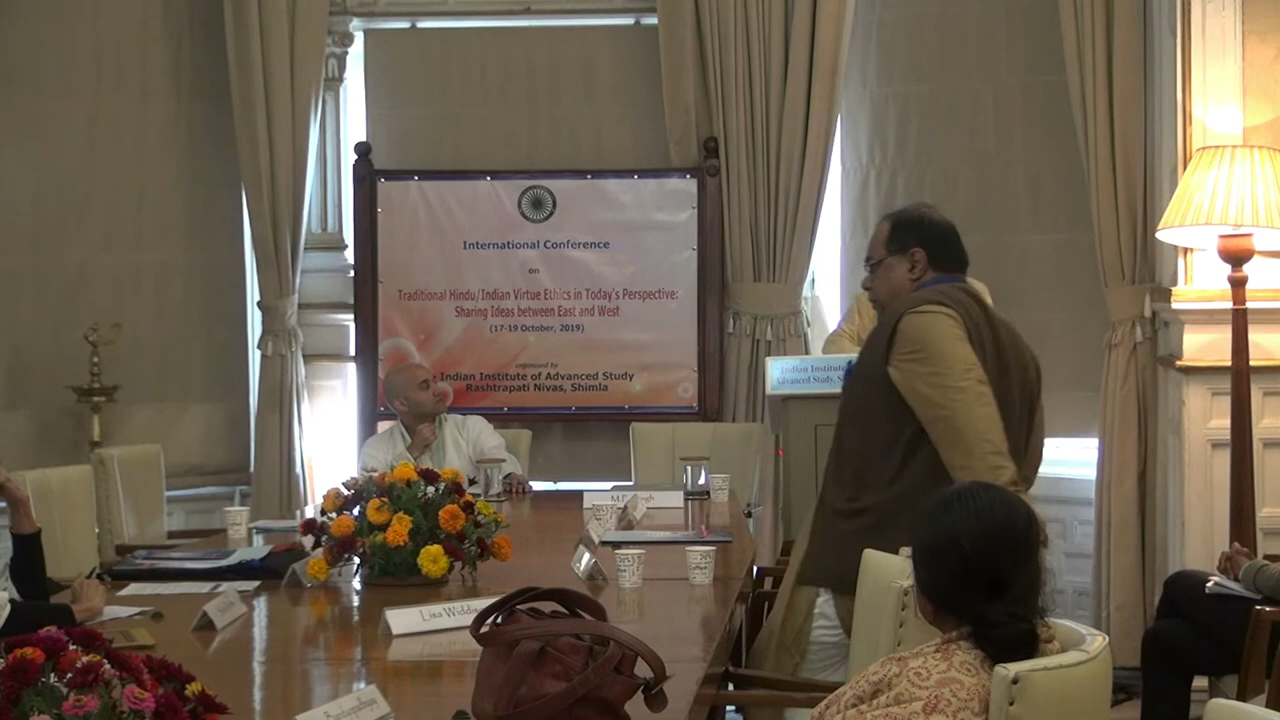 International Conference
on
Traditional Hindu/Indian Virtue Ethics in Today's Perspective:
Sharing Ideas between East and West
(17-19 October, 2019)
organised by
Indian Institute of Advanced Study
Rashtrapati Nivas, Shimla
Indian Institute
Advanced Study, S
Lisa Widdis